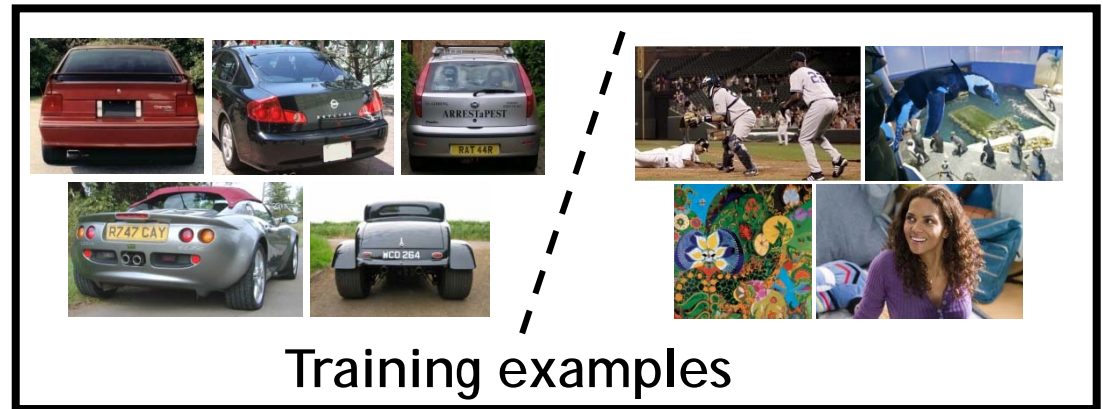 ARRESTaPEST
RAT 44R
R747 CAY
WCD 264
Training examples